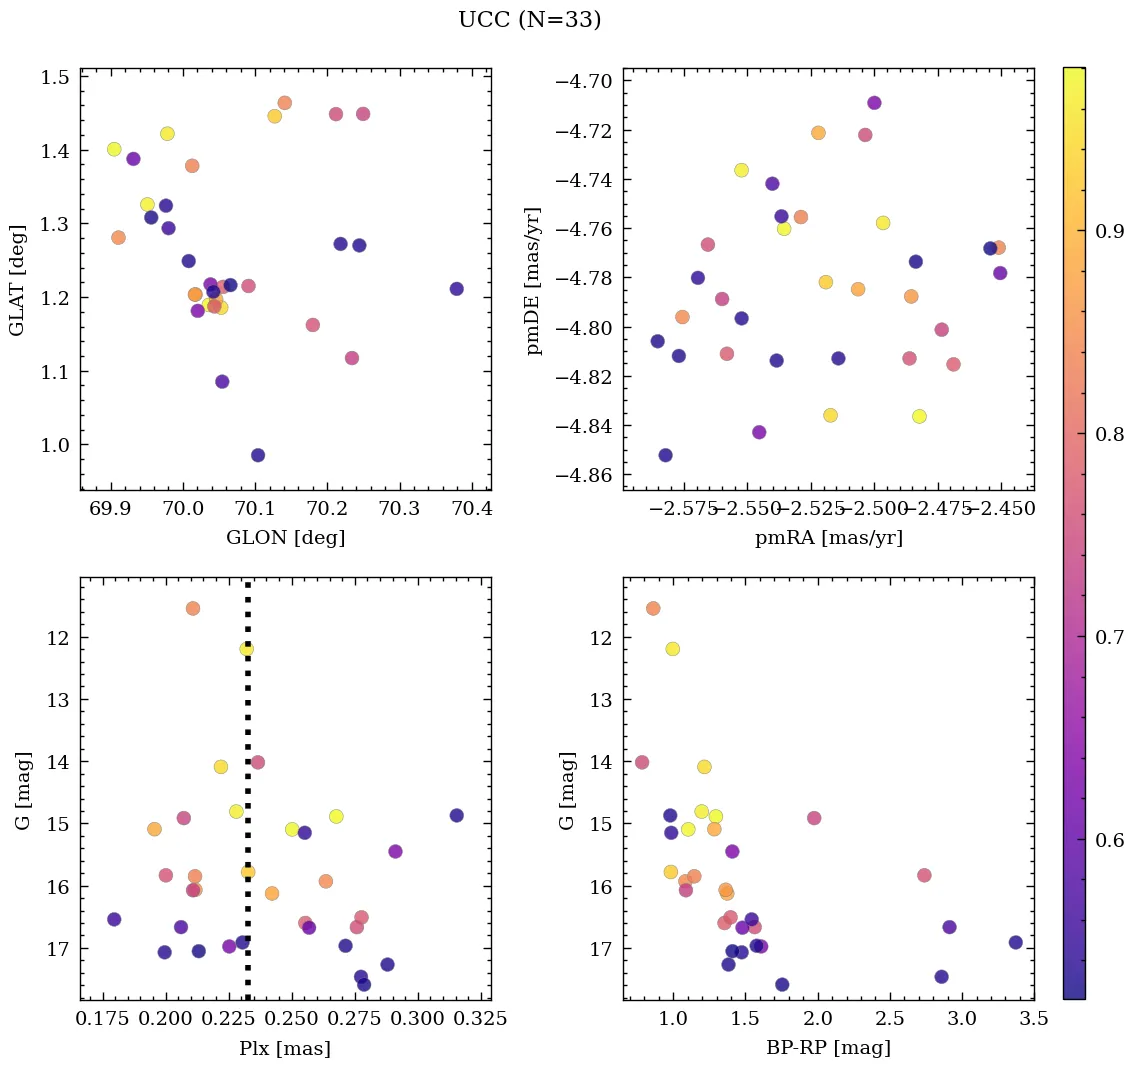 UCC (N=33)
1.5
1.4
1.3
1.2
1.1
1.0
GLAT [deg]
69.9 70.0 70.1 70.2 70.3 70.4
GLON [deg]
−4.70
−4.72
−4.74
−4.76
−4.78
−4.80
−4.82
−4.84
−4.86
pmDE [mas/yr]
−2.575 −2.550 −2.525 −2.500 −2.475 −2.450
pmRA [mas/yr]
12
13
14
15
16
17
G [mag]
0.175 0.200 0.225 0.250 0.275 0.300 0.325
Plx [mas]
12
13
14
15
16
17
G [mag]
1.0 1.5 2.0 2.5 3.0 3.5
BP-RP [mag]
0.9
0.8
0.7
0.6